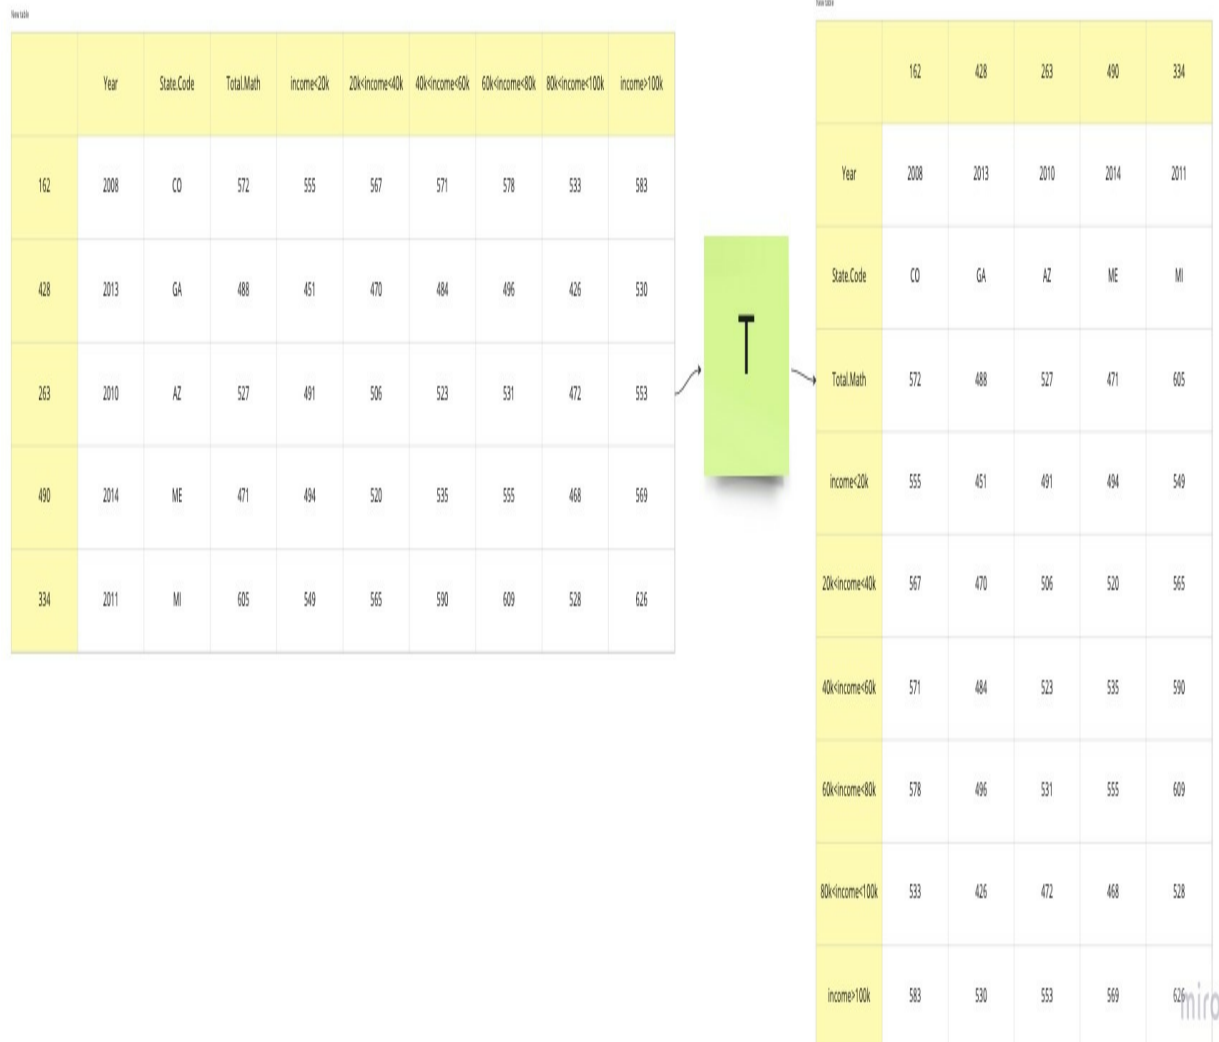 New table
Year State.Code Total.Math income<20k 20k<income<40k 40k<income<60k 60k<income<80k 80k<income<100k income>100k
162 2008 CO 572 555 567 571 578 533 583
428 2013 GA 488 451 470 484 496 426 530
263 2010 AZ 527 491 506 523 531 472 553
490 2014 ME 471 494 520 535 555 468 569
334 2011 MI 605 549 565 590 609 528 626
T
New table
162 428 263 490 334
Year 2008 2013 2010 2014 2011
State.Code CO GA AZ ME MI
Total.Math 572 488 527 471 605
income<20k 555 451 491 494 549
20k<income<40k 567 470 506 520 565
40k<income<60k 571 484 523 535 590
60k<income<80k 578 496 531 555 609
80k<income<100k 533 426 472 468 528
income>100k 583 530 553 569 626
miro